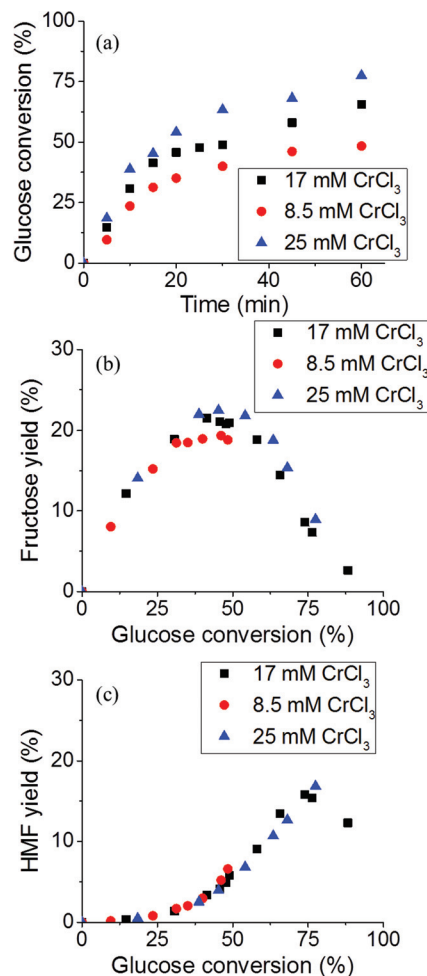 (a)
Glucose conversion (%)
100
75
50
25
0
17 mM CrCl₃
8.5 mM CrCl₃
25 mM CrCl₃
0 20 40 60
Time (min)
(b)
Fructose yield (%)
30
20
10
0
17 mM CrCl₃
8.5 mM CrCl₃
25 mM CrCl₃
0 25 50 75 100
Glucose conversion (%)
(c)
HMF yield (%)
30
20
10
0
17 mM CrCl₃
8.5 mM CrCl₃
25 mM CrCl₃
0 25 50 75 100
Glucose conversion (%)